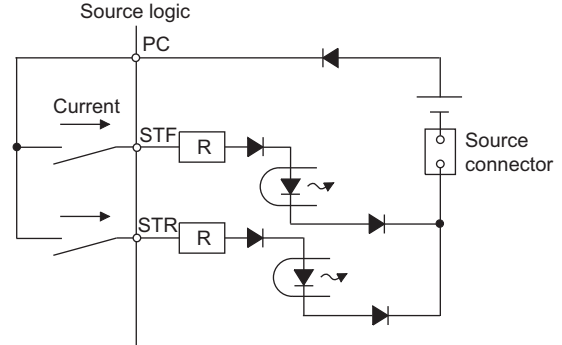 Source logic
PC
Current
STF
R
Source
connector
STR
R